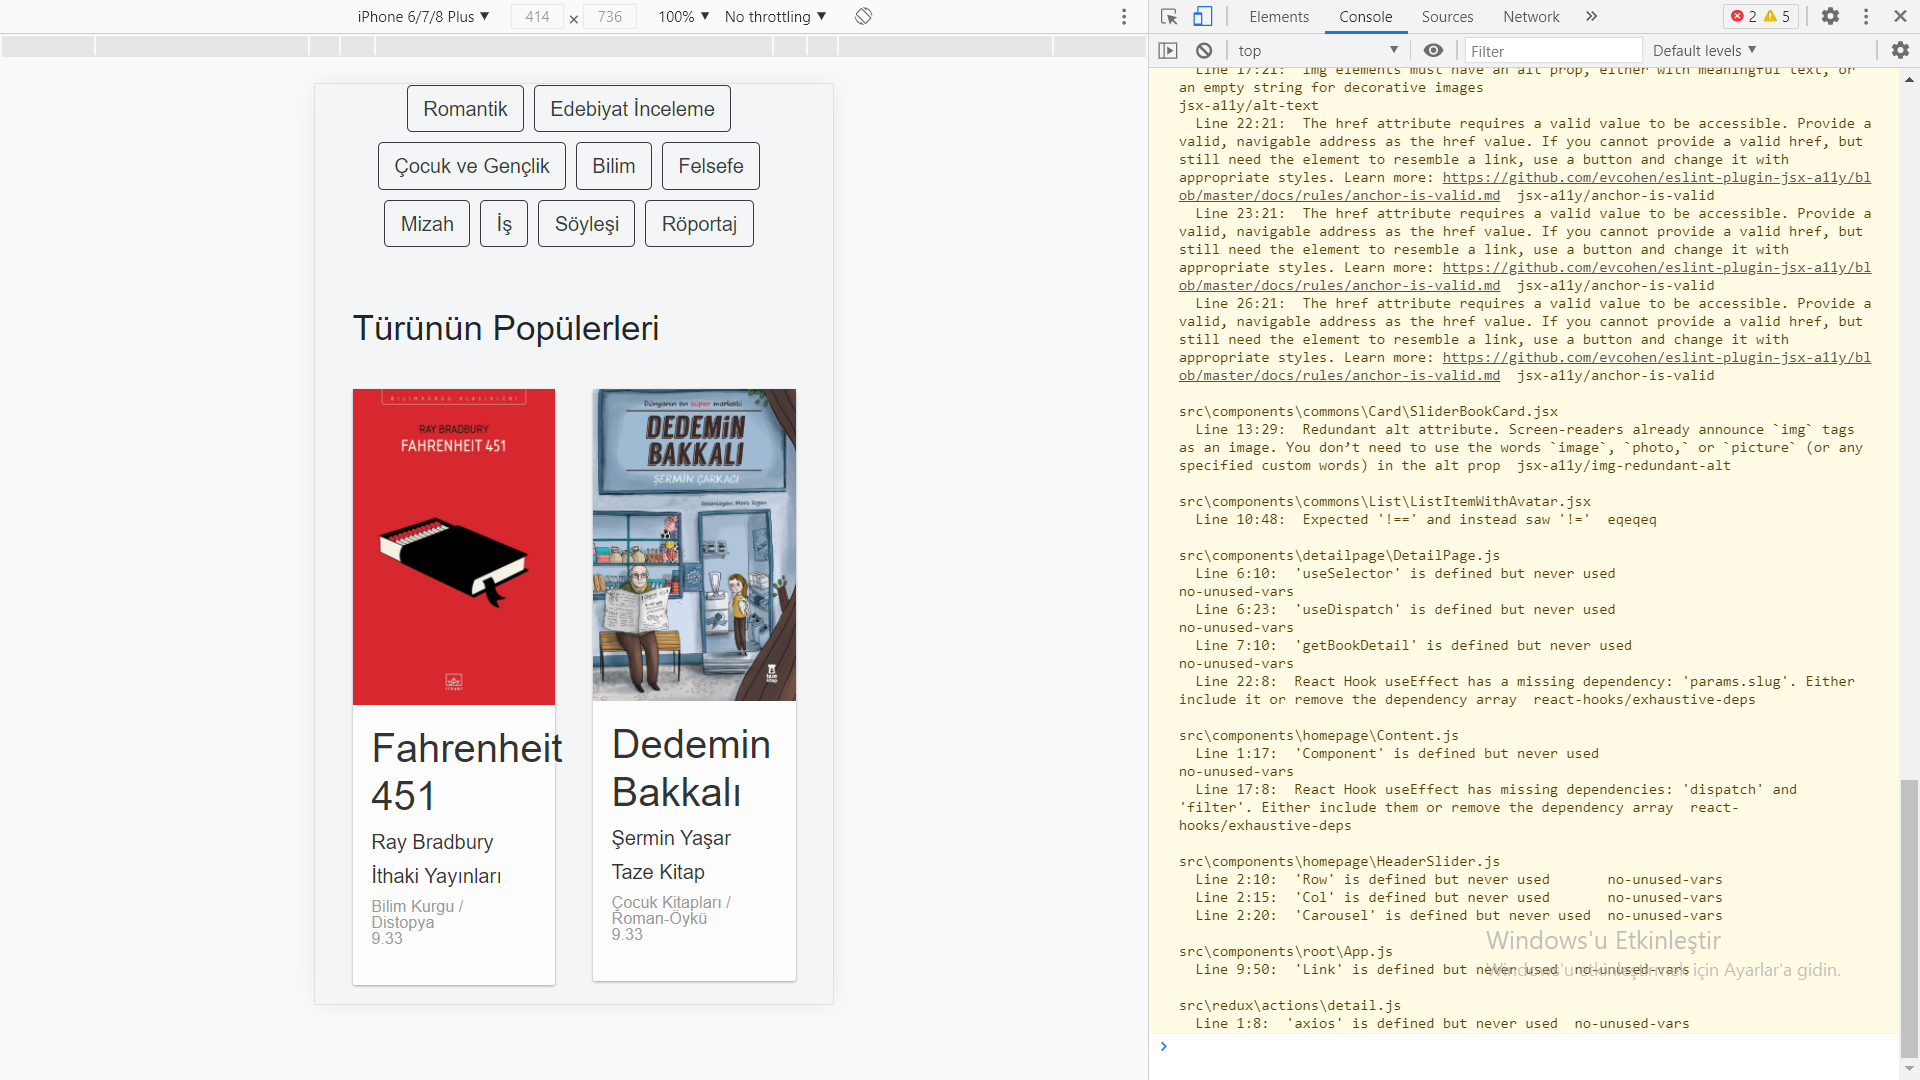 iPhone 6/7/8 Plus ▼ 414 × 736 100% ▼ No throttling ▼
Romantik
Edebiyat İnceleme
Çocuk ve Gençlik
Bilim
Felsefe
Mizah
İş
Söyleşi
Röportaj
Türünün Popülerleri
BİLİMKURGU KLASİKLERİ
RAY BRADBURY
FAHRENHEIT 451
İTHAKİ
Fahrenheit
451
Ray Bradbury
İthaki Yayınları
Bilim Kurgu /
Distopya
9.33
Dünyanın en süper marketi
DEDEMİN
BAKKALI
ŞERMİN ÇARKACI
taze
kitap
Dedemin
Bakkalı
Şermin Yaşar
Taze Kitap
Çocuk Kitapları /
Roman-Öykü
9.33
Elements Console Sources Network » 2 5
top ▼ Filter Default levels ▼
Line 17:21: img elements must have an alt prop, either with meaningful text, or
an empty string for decorative images
jsx-a11y/alt-text
Line 22:21: The href attribute requires a valid value to be accessible. Provide a
valid, navigable address as the href value. If you cannot provide a valid href, but
still need the element to resemble a link, use a button and change it with
appropriate styles. Learn more: https://github.com/evcohen/eslint-plugin-jsx-a11y/bl
ob/master/docs/rules/anchor-is-valid.md jsx-a11y/anchor-is-valid
Line 23:21: The href attribute requires a valid value to be accessible. Provide a
valid, navigable address as the href value. If you cannot provide a valid href, but
still need the element to resemble a link, use a button and change it with
appropriate styles. Learn more: https://github.com/evcohen/eslint-plugin-jsx-a11y/bl
ob/master/docs/rules/anchor-is-valid.md jsx-a11y/anchor-is-valid
Line 26:21: The href attribute requires a valid value to be accessible. Provide a
valid, navigable address as the href value. If you cannot provide a valid href, but
still need the element to resemble a link, use a button and change it with
appropriate styles. Learn more: https://github.com/evcohen/eslint-plugin-jsx-a11y/bl
ob/master/docs/rules/anchor-is-valid.md jsx-a11y/anchor-is-valid
src\components\commons\Card\SliderBookCard.jsx
Line 13:29: Redundant alt attribute. Screen-readers already announce `img` tags
as an image. You don’t need to use the words `image`, `photo,` or `picture` (or any
specified custom words) in the alt prop jsx-a11y/img-redundant-alt
src\components\commons\List\ListItemWithAvatar.jsx
Line 10:48: Expected '!==' and instead saw '!=' eqeqeq
src\components\detailpage\DetailPage.js
Line 6:10: 'useSelector' is defined but never used
no-unused-vars
Line 6:23: 'useDispatch' is defined but never used
no-unused-vars
Line 7:10: 'getBookDetail' is defined but never used
no-unused-vars
Line 22:8: React Hook useEffect has a missing dependency: 'params.slug'. Either
include it or remove the dependency array react-hooks/exhaustive-deps
src\components\homepage\Content.js
Line 1:17: 'Component' is defined but never used
no-unused-vars
Line 17:8: React Hook useEffect has missing dependencies: 'dispatch' and
'filter'. Either include them or remove the dependency array react-
hooks/exhaustive-deps
src\components\homepage\HeaderSlider.js
Line 2:10: 'Row' is defined but never used no-unused-vars
Line 2:15: 'Col' is defined but never used no-unused-vars
Line 2:20: 'Carousel' is defined but never used no-unused-vars
src\components\root\App.js
Line 9:50: 'Link' is defined but never used no-unused-vars
src\redux\actions\detail.js
Line 1:8: 'axios' is defined but never used no-unused-vars
Windows'u Etkinleştir
Windows'u etkinleştirmek için Ayarlar'a gidin.